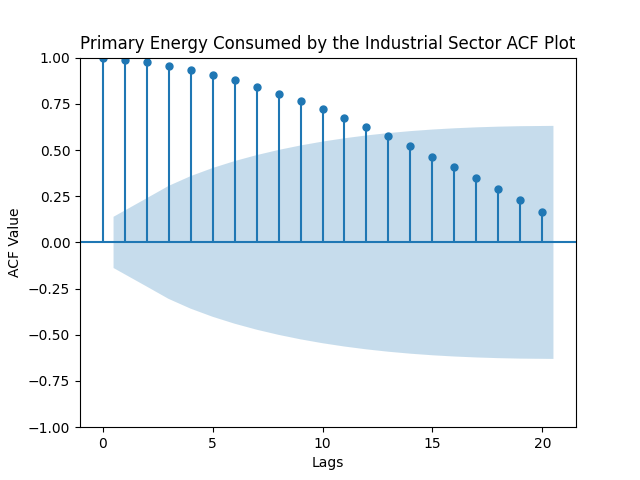 Primary Energy Consumed by the Industrial Sector ACF Plot
1.00
0.75
0.50
0.25
0.00
−0.25
−0.50
−0.75
−1.00
ACF Value
0 5 10 15 20
Lags